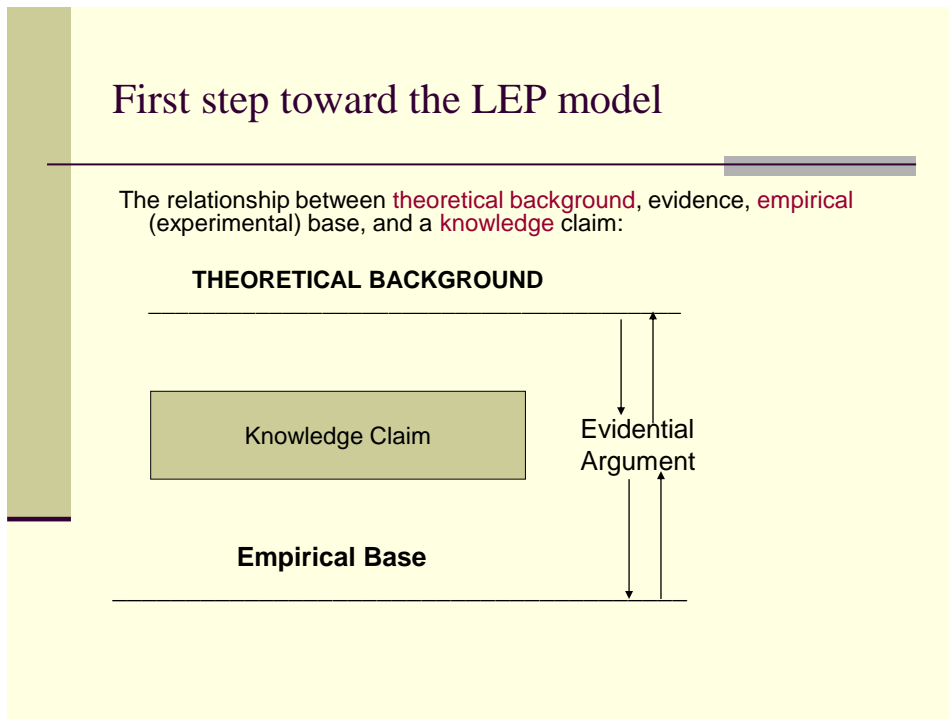 First step toward the LEP model
The relationship between theoretical background, evidence, empirical
(experimental) base, and a knowledge claim:
THEORETICAL BACKGROUND
Knowledge Claim
Evidential
Argument
Empirical Base